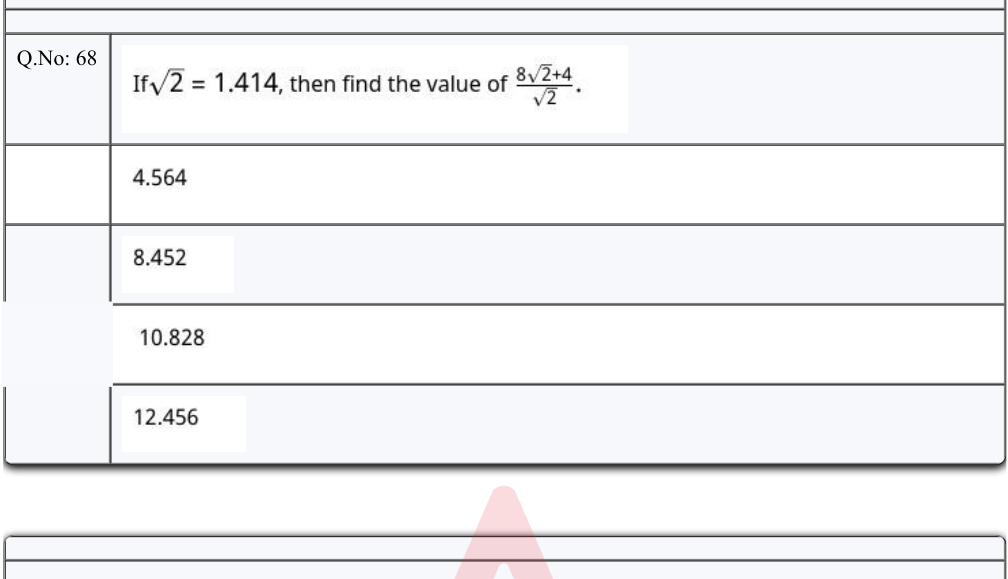 Q.No: 68
If √2 = 1.414, then find the value of (8√2+4)/√2.
4.564
8.452
10.828
12.456
A